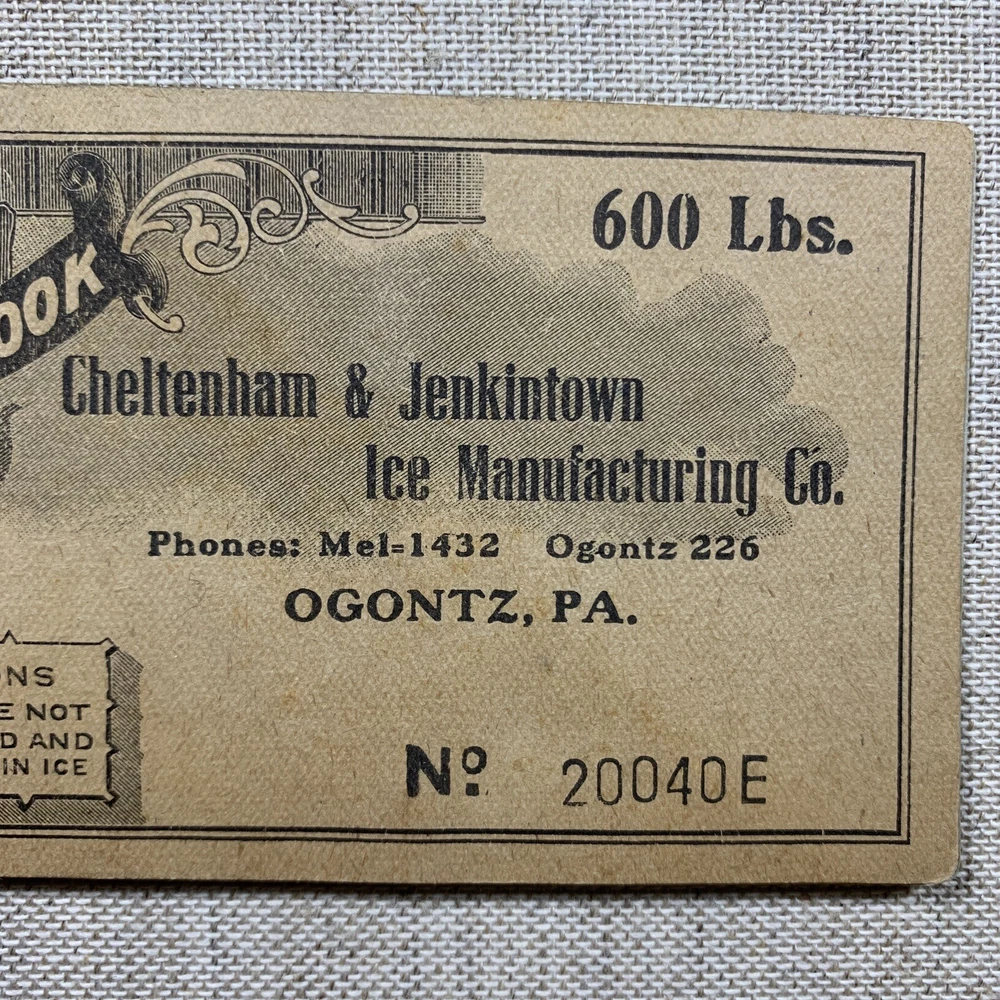 600 Lbs.
OOK
Cheltenham & Jenkintown
Ice Manufacturing Co.
Phones: Mel=1432 Ogontz 226
OGONTZ, PA.
NS
E NOT
D AND
IN ICE
Nº. 20040E